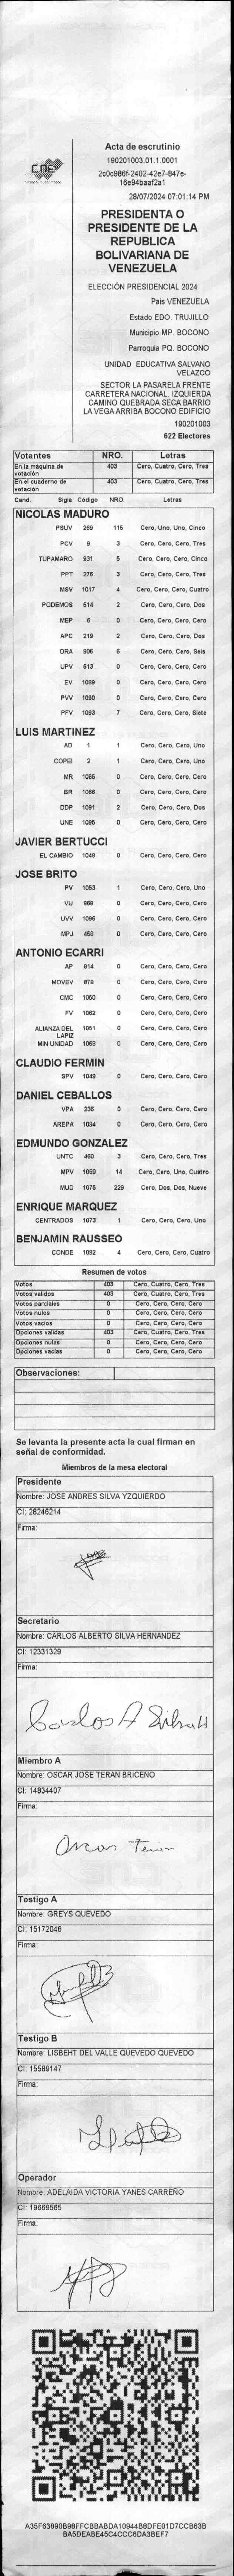 CNE
Acta de escrutinio
190201003.01.1.0001
2c0c986f-2402-42e7-847e-
16e94baaf2a1
28/07/2024 07:01:14 PM
PRESIDENTA O
PRESIDENTE DE LA
REPUBLICA
BOLIVARIANA DE
VENEZUELA
ELECCIÓN PRESIDENCIAL 2024
Pais VENEZUELA
Estado EDO. TRUJILLO
Municipio MP. BOCONO
Parroquia PQ. BOCONO
UNIDAD EDUCATIVA SALVANO
VELAZCO
SECTOR LA PASARELA FRENTE
CARRETERA NACIONAL. IZQUIERDA
CAMINO QUEBRADA SECA BARRIO
LA VEGA ARRIBA BOCONO EDIFICIO
190201003
622 Electores
Votantes NRO. Letras
En la máquina de votación 403 Cero, Cuatro, Cero, Tres
En el cuaderno de votación 403 Cero, Cuatro, Cero, Tres
Cand. Sigla Código NRO. Letras
NICOLAS MADURO
PSUV 269 115 Cero, Uno, Uno, Cinco
PCV 9 3 Cero, Cero, Cero, Tres
TUPAMARO 931 5 Cero, Cero, Cero, Cinco
PPT 276 3 Cero, Cero, Cero, Tres
MSV 1017 4 Cero, Cero, Cero, Cuatro
PODEMOS 514 2 Cero, Cero, Cero, Dos
MEP 6 0 Cero, Cero, Cero, Cero
APC 219 2 Cero, Cero, Cero, Dos
ORA 906 6 Cero, Cero, Cero, Seis
UPV 513 0 Cero, Cero, Cero, Cero
EV 1089 0 Cero, Cero, Cero, Cero
PVV 1090 0 Cero, Cero, Cero, Cero
PFV 1093 7 Cero, Cero, Cero, Siete
LUIS MARTINEZ
AD 1 1 Cero, Cero, Cero, Uno
COPEI 2 1 Cero, Cero, Cero, Uno
MR 1065 0 Cero, Cero, Cero, Cero
BR 1066 0 Cero, Cero, Cero, Cero
DDP 1091 2 Cero, Cero, Cero, Dos
UNE 1095 0 Cero, Cero, Cero, Cero
JAVIER BERTUCCI
EL CAMBIO 1048 0 Cero, Cero, Cero, Cero
JOSE BRITO
PV 1053 1 Cero, Cero, Cero, Uno
VU 968 0 Cero, Cero, Cero, Cero
UVV 1096 0 Cero, Cero, Cero, Cero
MPJ 458 0 Cero, Cero, Cero, Cero
ANTONIO ECARRI
AP 814 0 Cero, Cero, Cero, Cero
MOVEV 879 0 Cero, Cero, Cero, Cero
CMC 1050 0 Cero, Cero, Cero, Cero
FV 1062 0 Cero, Cero, Cero, Cero
ALIANZA DEL LAPIZ 1051 0 Cero, Cero, Cero, Cero
MIN UNIDAD 1068 0 Cero, Cero, Cero, Cero
CLAUDIO FERMIN
SPV 1049 0 Cero, Cero, Cero, Cero
DANIEL CEBALLOS
VPA 236 0 Cero, Cero, Cero, Cero
AREPA 1094 0 Cero, Cero, Cero, Cero
EDMUNDO GONZALEZ
UNTC 460 3 Cero, Cero, Cero, Tres
MPV 1069 14 Cero, Cero, Uno, Cuatro
MUD 1075 229 Cero, Dos, Dos, Nueve
ENRIQUE MARQUEZ
CENTRADOS 1073 1 Cero, Cero, Cero, Uno
BENJAMIN RAUSSEO
CONDE 1092 4 Cero, Cero, Cero, Cuatro
Resumen de votos
Votos 403 Cero, Cuatro, Cero, Tres
Votos validos 403 Cero, Cuatro, Cero, Tres
Votos parciales 0 Cero, Cero, Cero, Cero
Votos nulos 0 Cero, Cero, Cero, Cero
Votos vacios 0 Cero, Cero, Cero, Cero
Opciones validas 403 Cero, Cuatro, Cero, Tres
Opciones nulas 0 Cero, Cero, Cero, Cero
Opciones vacias 0 Cero, Cero, Cero, Cero
Observaciones:
Se levanta la presente acta la cual firman en
señal de conformidad.
Miembros de la mesa electoral
Presidente
Nombre: JOSE ANDRES SILVA YZQUIERDO
CI: 26246214
Firma:
Secretario
Nombre: CARLOS ALBERTO SILVA HERNANDEZ
CI: 12331329
Firma:
Carlos A Silva H
Miembro A
Nombre: OSCAR JOSE TERAN BRICEÑO
CI: 14834407
Firma:
Oscar Teran
Testigo A
Nombre: GREYS QUEVEDO
CI: 15172046
Firma:
Testigo B
Nombre: LISBEHT DEL VALLE QUEVEDO QUEVEDO
CI: 15589147
Firma:
Operador
Nombre: ADELAIDA VICTORIA YANES CARREÑO
CI: 19669565
Firma:
A35F63890B98FFCBBABDA10944B8DFE01D7CCB63B
BA5DEABE45C4CCC6DA3BEF7